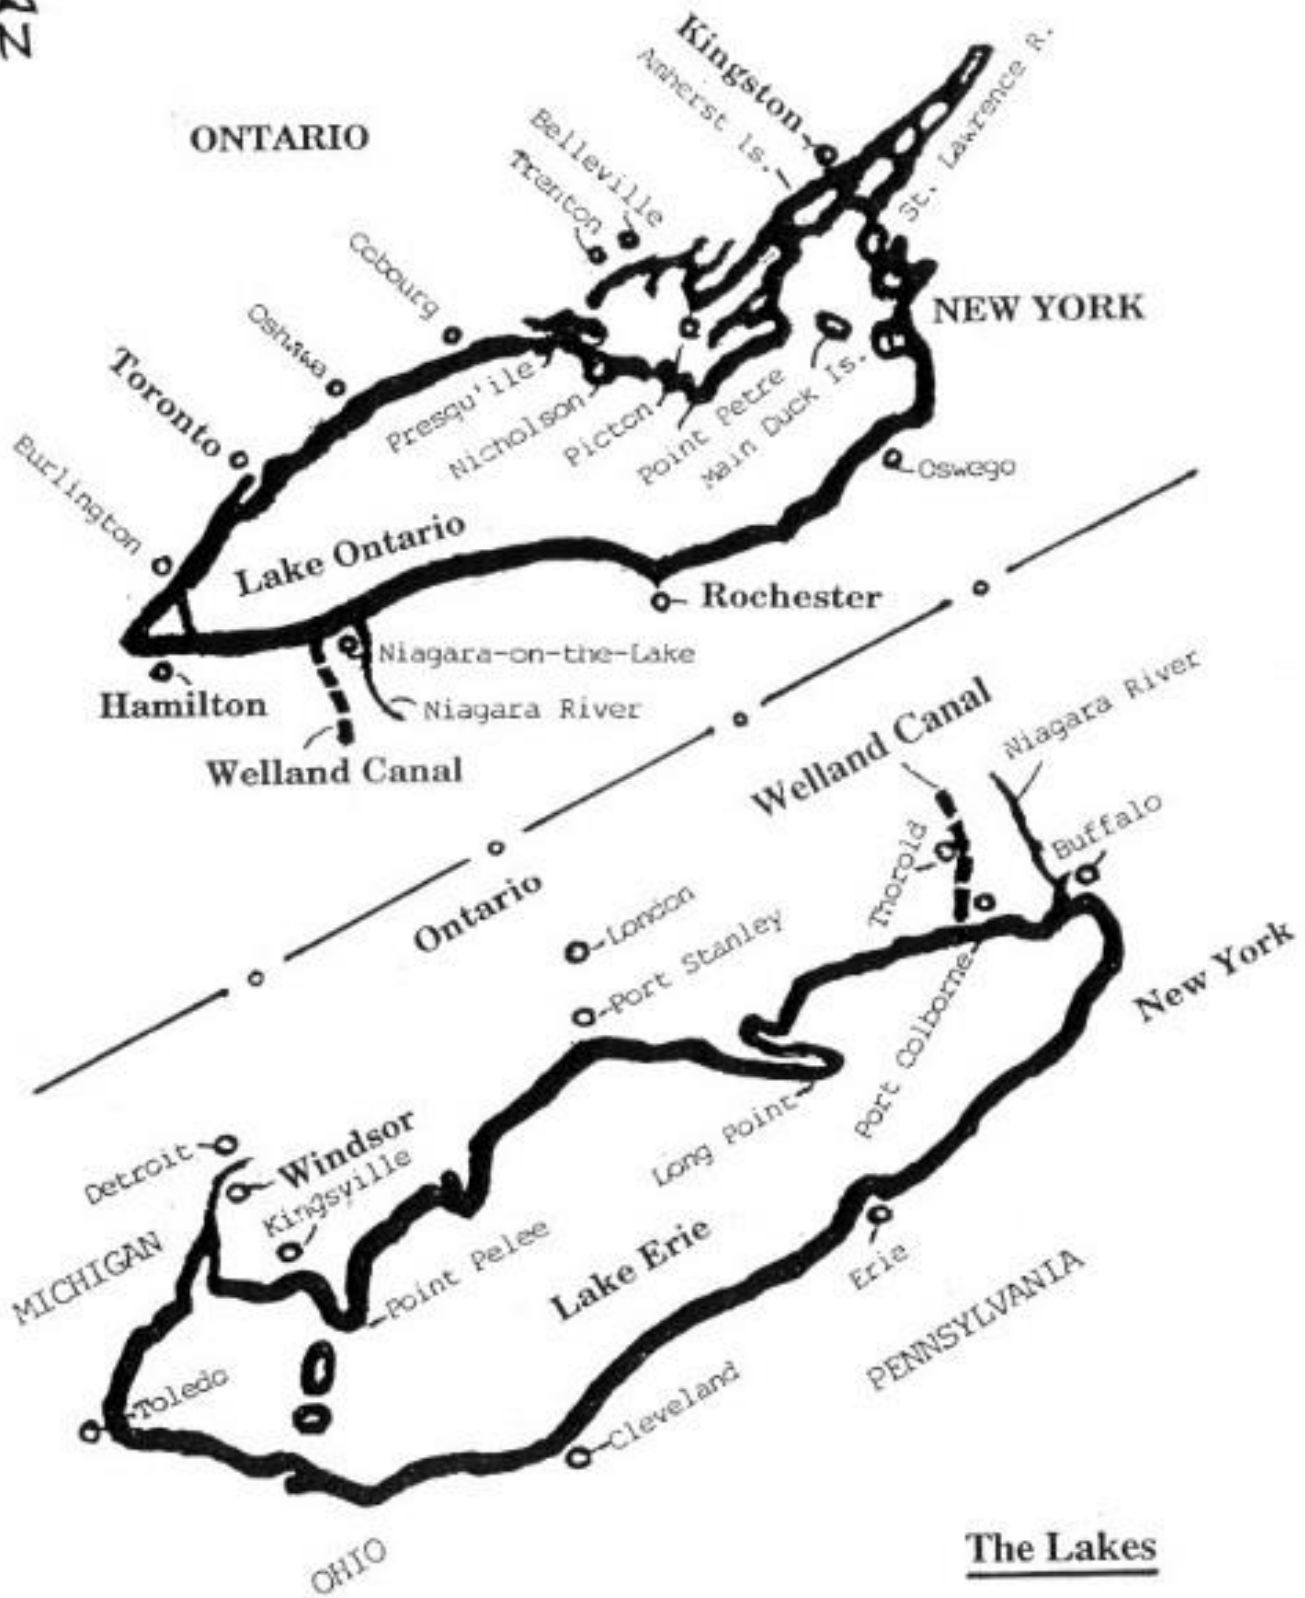 ONTARIO
Kingston
Amherst Is.
St. Lawrence R.
Belleville
Trenton
Cobourg
Oshawa
Toronto
Burlington
NEW YORK
Presqu'ile
Nicholson
Picton
Point Petre
Main Duck Is.
Oswego
Lake Ontario
Rochester
Niagara-on-the-Lake
Niagara River
Hamilton
Welland Canal
Welland Canal
Niagara River
Buffalo
Thorold
Ontario
London
Port Stanley
New York
Port Colborne
Long Point
Detroit
Windsor
Kingsville
MICHIGAN
Point Pelee
Lake Erie
Erie
PENNSYLVANIA
Toledo
Cleveland
OHIO
The Lakes